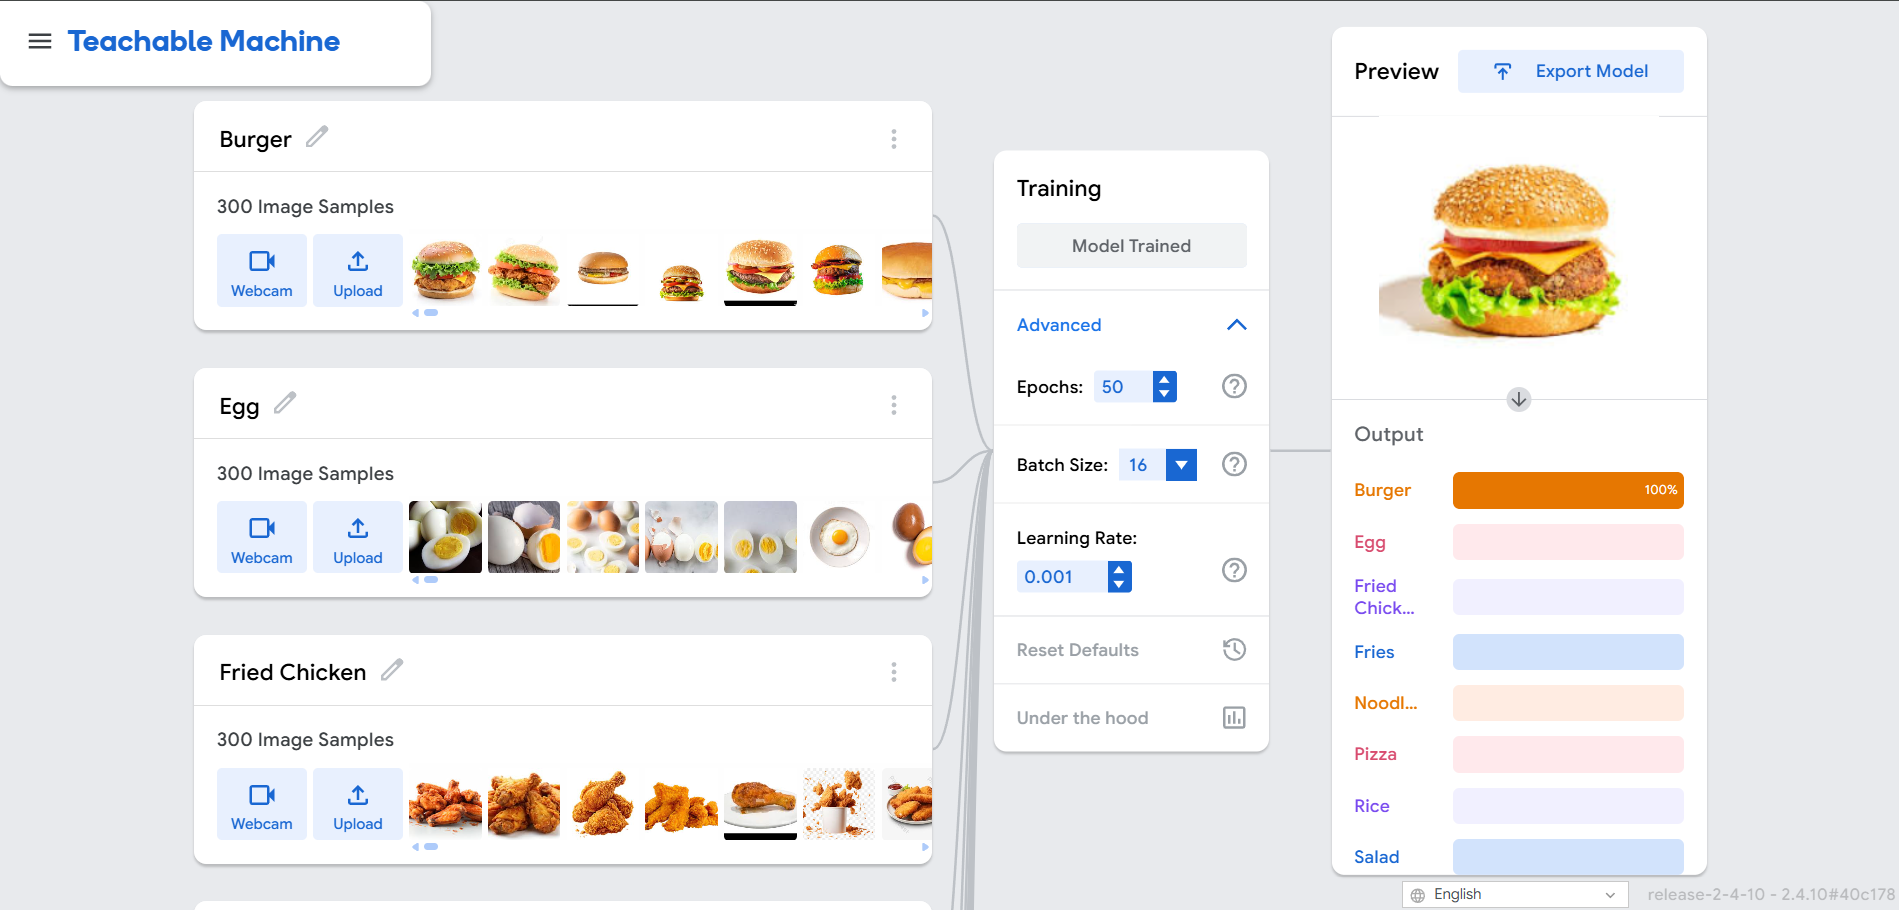 Teachable Machine
Burger
300 Image Samples
Webcam
Upload
Egg
300 Image Samples
Webcam
Upload
Fried Chicken
300 Image Samples
Webcam
Upload
Training
Model Trained
Advanced
Epochs: 50
Batch Size: 16
Learning Rate:
0.001
Reset Defaults
Under the hood
Preview
Export Model
Output
Burger 100%
Egg
Fried
Chick...
Fries
Noodl...
Pizza
Rice
Salad
English
release-2-4-10 - 2.4.10#40c178